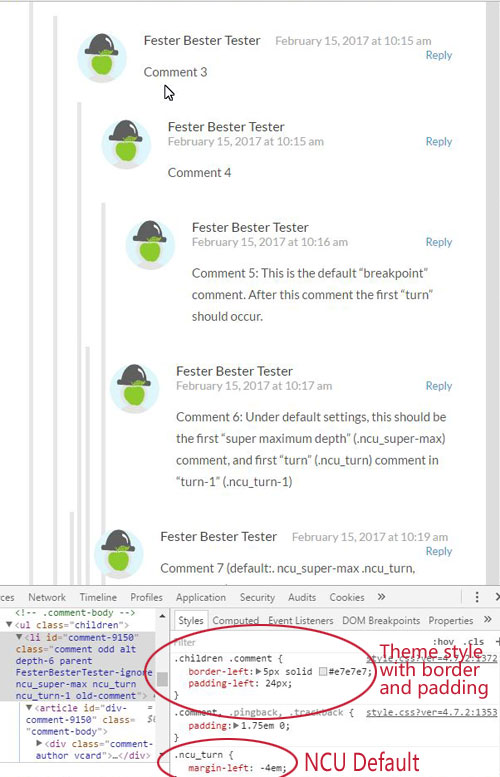 Fester Bester Tester February 15, 2017 at 10:15 am
Reply
Comment 3
Fester Bester Tester
February 15, 2017 at 10:15 am Reply
Comment 4
Fester Bester Tester
February 15, 2017 at 10:16 am Reply
Comment 5: This is the default “breakpoint”
comment. After this comment the first “turn”
should occur.
Fester Bester Tester
February 15, 2017 at 10:17 am Reply
Comment 6: Under default settings, this should be
the first “super maximum depth” (.ncu_super-max)
comment, and first “turn” (.ncu_turn) comment in
“turn-1” (.ncu_turn-1)
Fester Bester Tester February 15, 2017 at 10:19 am
Reply
Comment 7 (default:. ncu_super-max .ncu_turn,
rces Network Timeline Profiles Application Security Audits Cookies »
<!-- .comment-body -->
<ul class="children">
<li id="comment-9150"
class="comment odd alt
depth-6 parent
FesterBesterTester-ignore
ncu_super-max ncu_turn
ncu_turn-1 old-comment">
<article id="div-
comment-9150" class=
"comment-body">
<div class="comment-
author vcard">…</div>
Styles Computed Event Listeners DOM Breakpoints Properties »
Filter :hov .cls +
.children .comment { style.css?ver=4.7.2:1372
border-left: 5px solid #e7e7e7;
padding-left: 24px;
}
Theme style
with border
and padding
.comment, .pingback, .trackback { style.css?ver=4.7.2:1353
padding: 1.75em 0;
}
.ncu_turn {
margin-left: -4em;
NCU Default